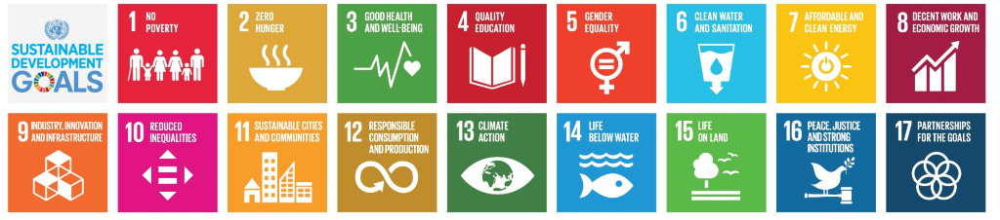 SUSTAINABLE
DEVELOPMENT
GOALS
1 NO
POVERTY
2 ZERO
HUNGER
3 GOOD HEALTH
AND WELL-BEING
4 QUALITY
EDUCATION
5 GENDER
EQUALITY
6 CLEAN WATER
AND SANITATION
7 AFFORDABLE AND
CLEAN ENERGY
8 DECENT WORK AND
ECONOMIC GROWTH
9 INDUSTRY, INNOVATION
AND INFRASTRUCTURE
10 REDUCED
INEQUALITIES
11 SUSTAINABLE CITIES
AND COMMUNITIES
12 RESPONSIBLE
CONSUMPTION
AND PRODUCTION
13 CLIMATE
ACTION
14 LIFE
BELOW WATER
15 LIFE
ON LAND
16 PEACE, JUSTICE
AND STRONG
INSTITUTIONS
17 PARTNERSHIPS
FOR THE GOALS